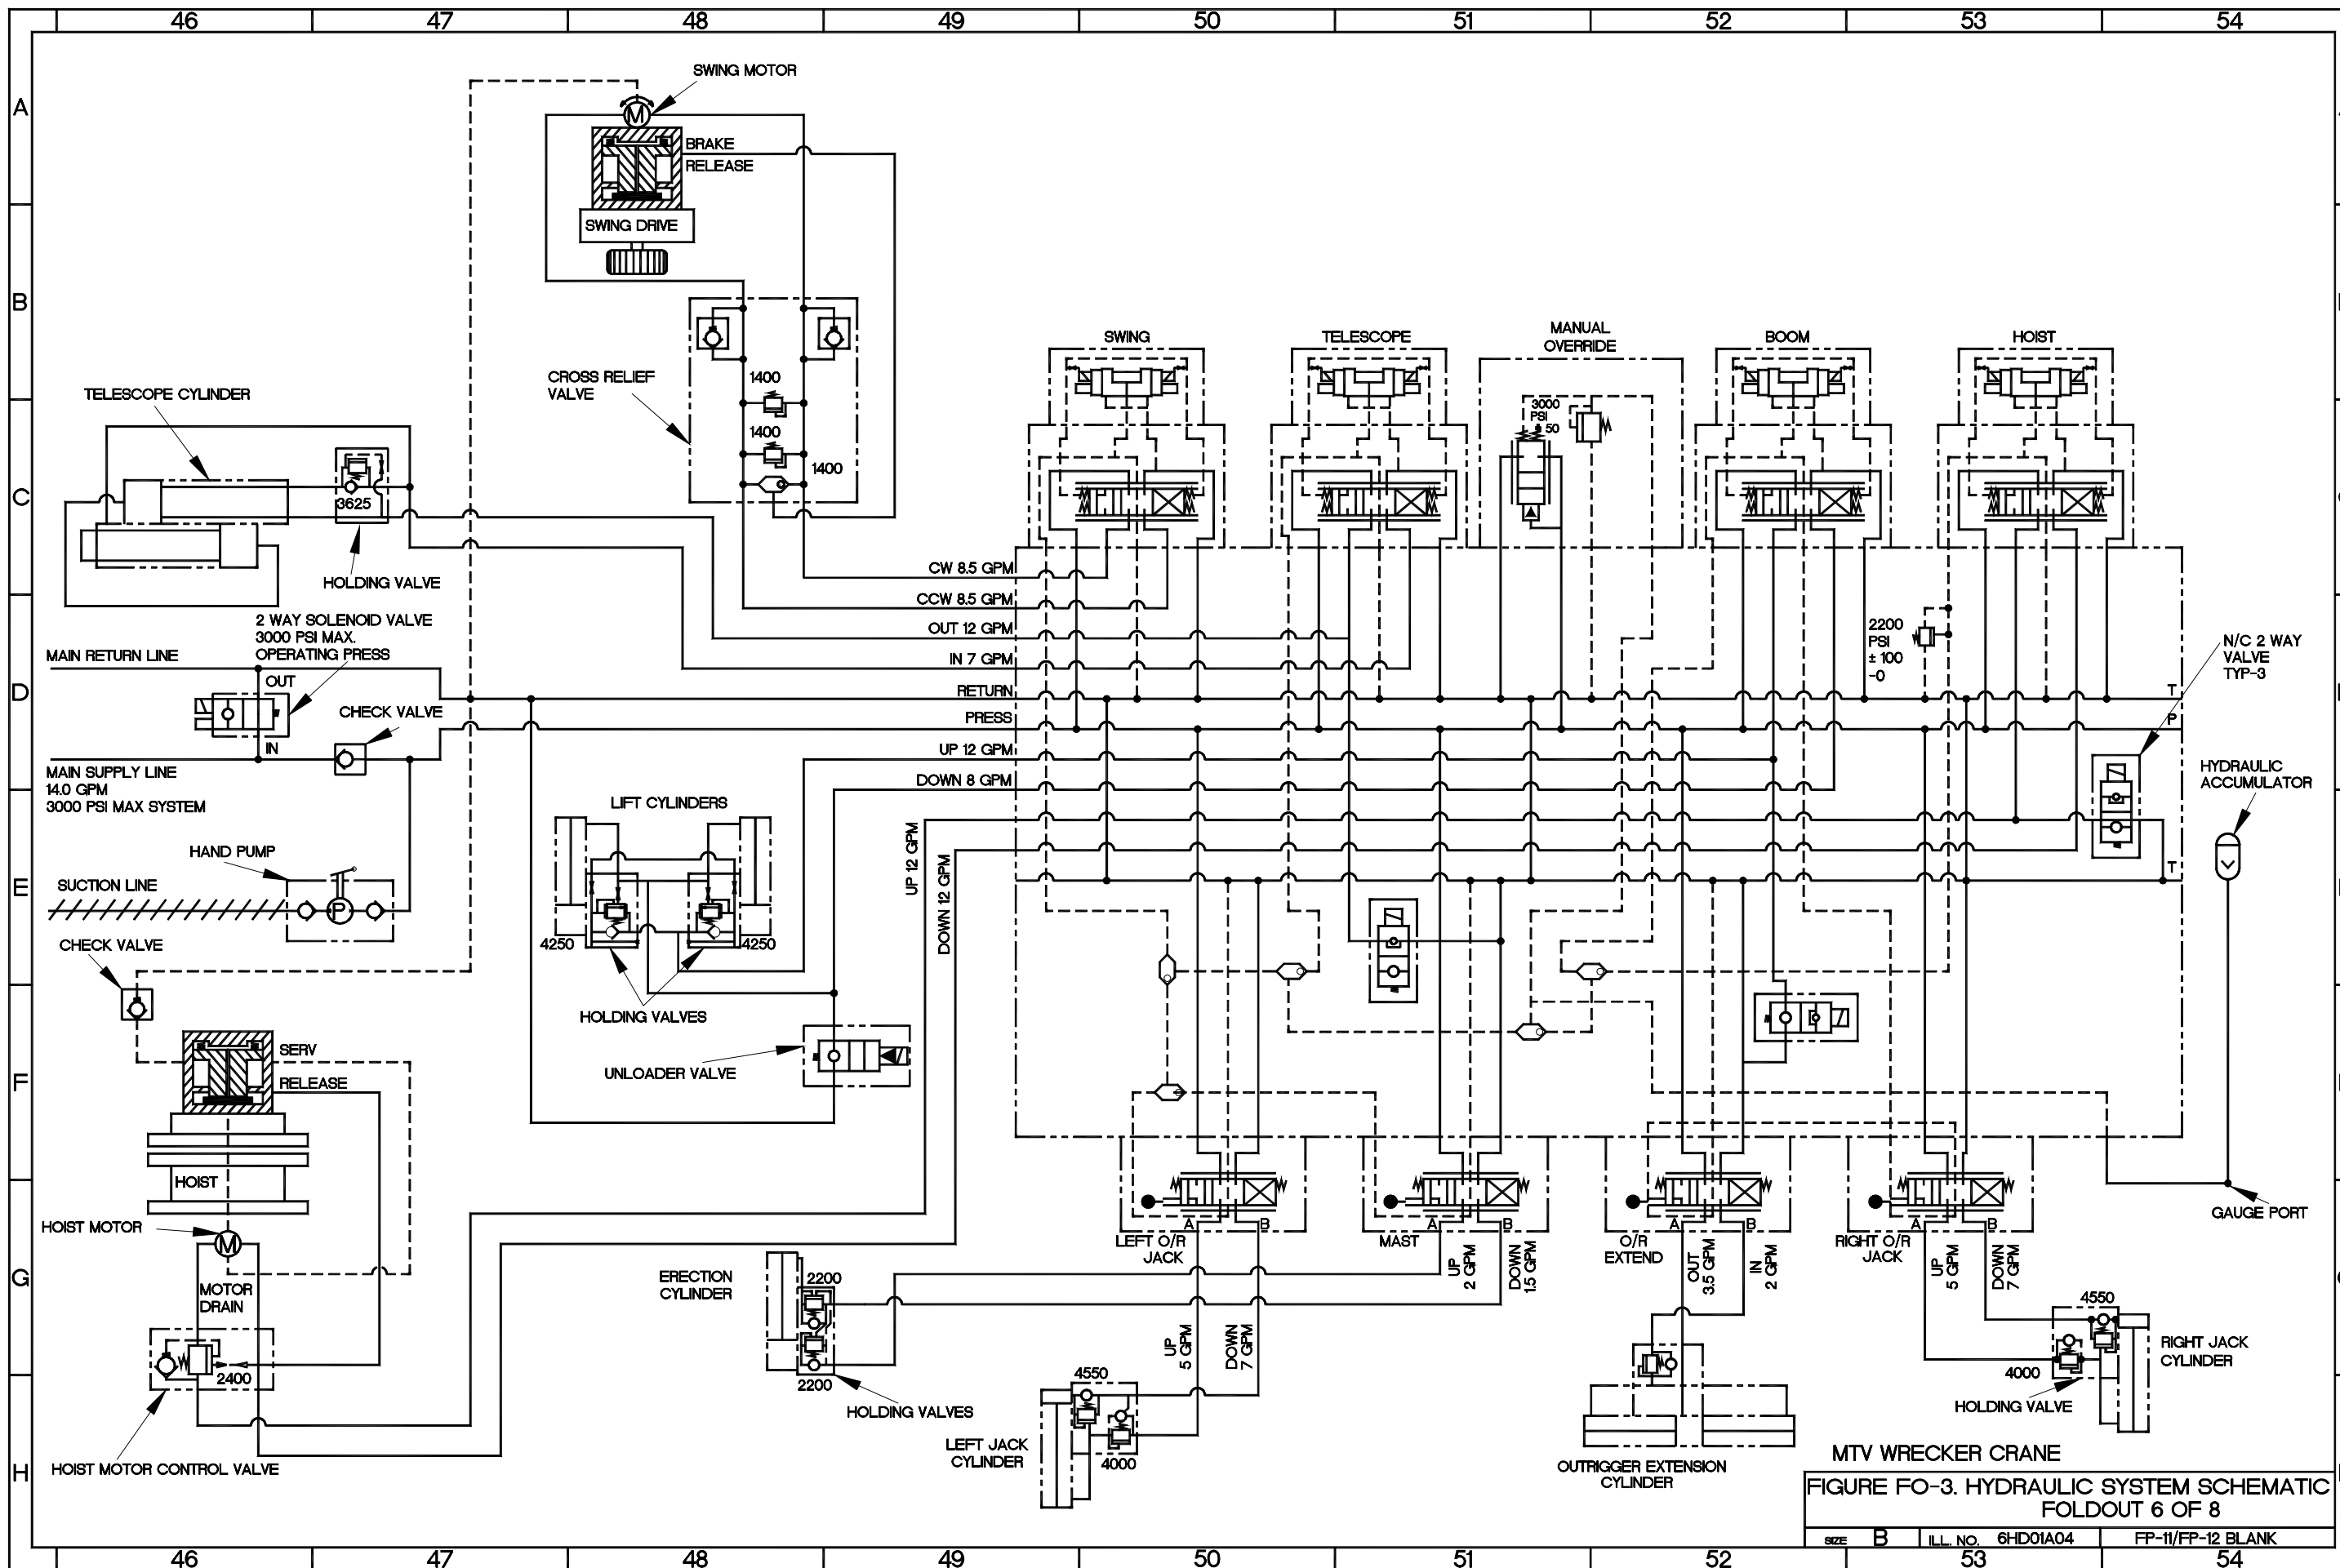 46 47 48 49 50 51 52 53 54
A
B
C
D
E
F
G
H
SWING MOTOR
M
BRAKE
RELEASE
SWING DRIVE
CROSS RELIEF
VALVE
1400
1400
1400
TELESCOPE CYLINDER
3625
HOLDING VALVE
2 WAY SOLENOID VALVE
3000 PSI MAX.
OPERATING PRESS
MAIN RETURN LINE
OUT
CHECK VALVE
IN
MAIN SUPPLY LINE
14.0 GPM
3000 PSI MAX SYSTEM
HAND PUMP
SUCTION LINE
P
CHECK VALVE
SERV
RELEASE
HOIST
HOIST MOTOR
M
MOTOR
DRAIN
2400
HOIST MOTOR CONTROL VALVE
LIFT CYLINDERS
4250
4250
HOLDING VALVES
UNLOADER VALVE
SWING
TELESCOPE
MANUAL
OVERRIDE
BOOM
HOIST
3000
PSI
± 50
CW 8.5 GPM
CCW 8.5 GPM
OUT 12 GPM
IN 7 GPM
RETURN
PRESS
UP 12 GPM
DOWN 8 GPM
UP 12 GPM
DOWN 12 GPM
2200
PSI
± 100
-0
T
P
T
N/C 2 WAY
VALVE
TYP-3
HYDRAULIC
ACCUMULATOR
GAUGE PORT
A B
LEFT O/R
JACK
A B
MAST
A B
O/R
EXTEND
A B
RIGHT O/R
JACK
UP
2 GPM
DOWN
1.5 GPM
OUT
3.5 GPM
IN
2 GPM
UP
5 GPM
DOWN
7 GPM
ERECTION
CYLINDER
2200
2200
HOLDING VALVES
UP
5 GPM
DOWN
7 GPM
4550
LEFT JACK
CYLINDER
4000
OUTRIGGER EXTENSION
CYLINDER
4550
4000
RIGHT JACK
CYLINDER
HOLDING VALVE
MTV WRECKER CRANE
FIGURE FO-3. HYDRAULIC SYSTEM SCHEMATIC
FOLDOUT 6 OF 8
SIZE B ILL. NO. 6HD01A04 FP-11/FP-12 BLANK
46 47 48 49 50 51 52 53 54